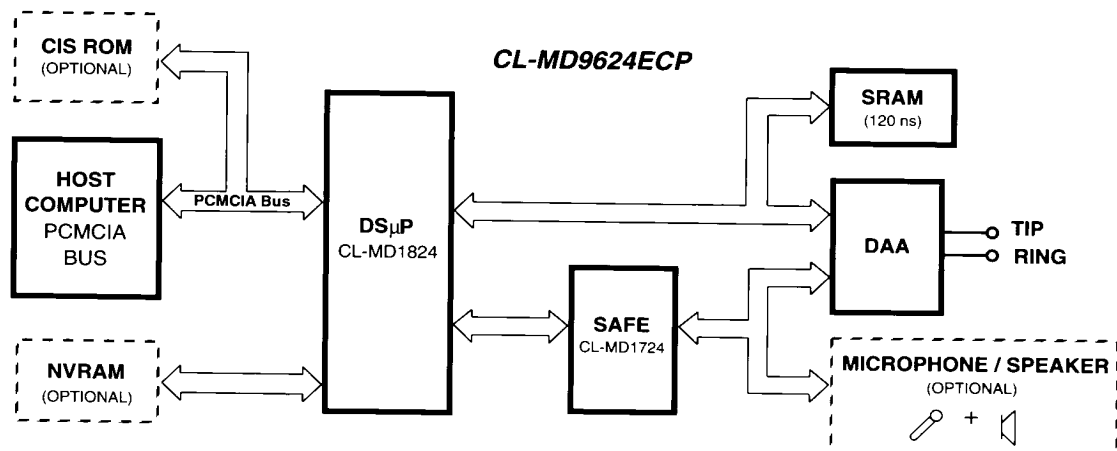 CIS ROM
(OPTIONAL)
CL-MD9624ECP
SRAM
(120 ns)
HOST
COMPUTER
PCMCIA
BUS
PCMCIA Bus
DSµP
CL-MD1824
DAA
TIP
RING
SAFE
CL-MD1724
NVRAM
(OPTIONAL)
MICROPHONE / SPEAKER
(OPTIONAL)
+